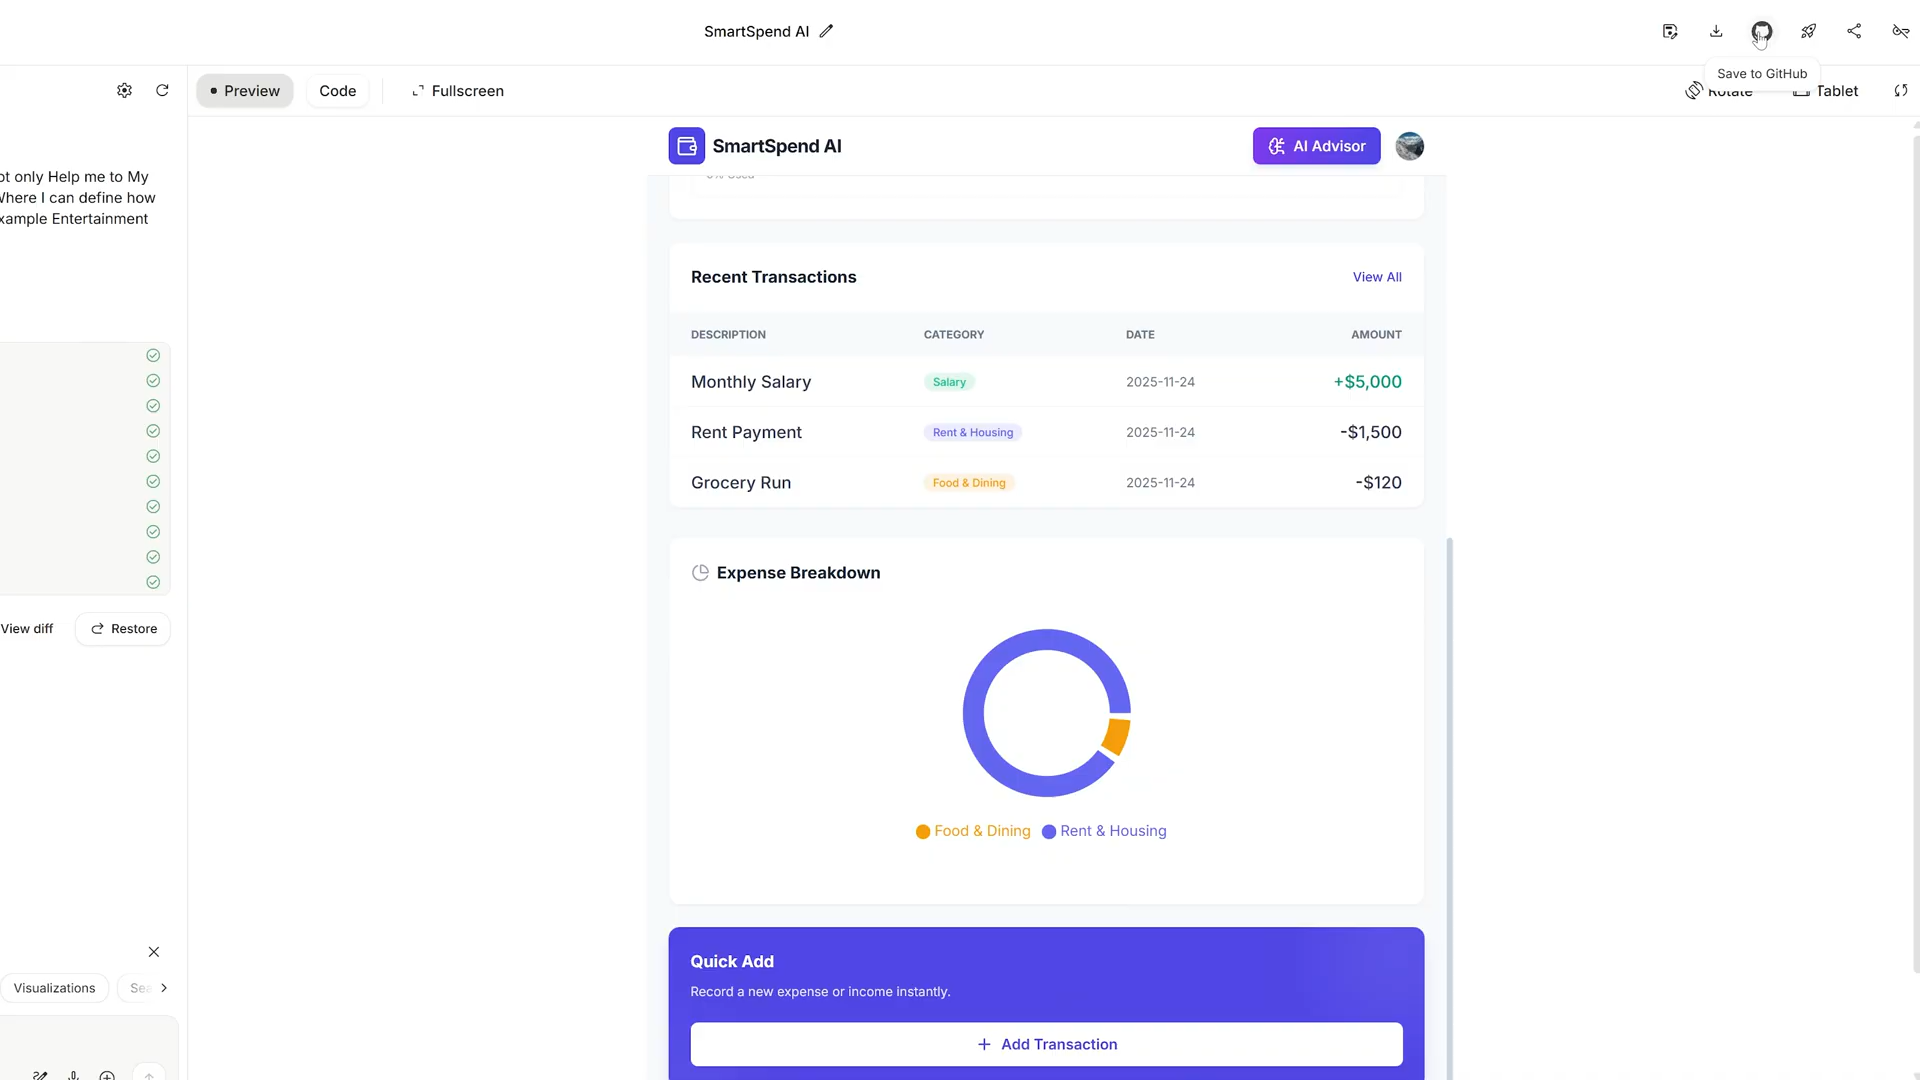 SmartSpend AI
Save to GitHub
Preview
Code
Fullscreen
Rotate
Tablet
SmartSpend AI
AI Advisor
ot only Help me to My
Where I can define how
xample Entertainment
Recent Transactions
View All
DESCRIPTION CATEGORY DATE AMOUNT
Monthly Salary Salary 2025-11-24 +$5,000
Rent Payment Rent & Housing 2025-11-24 -$1,500
Grocery Run Food & Dining 2025-11-24 -$120
Expense Breakdown
View diff
Restore
Food & Dining Rent & Housing
Quick Add
Record a new expense or income instantly.
Visualizations
Sea
+ Add Transaction